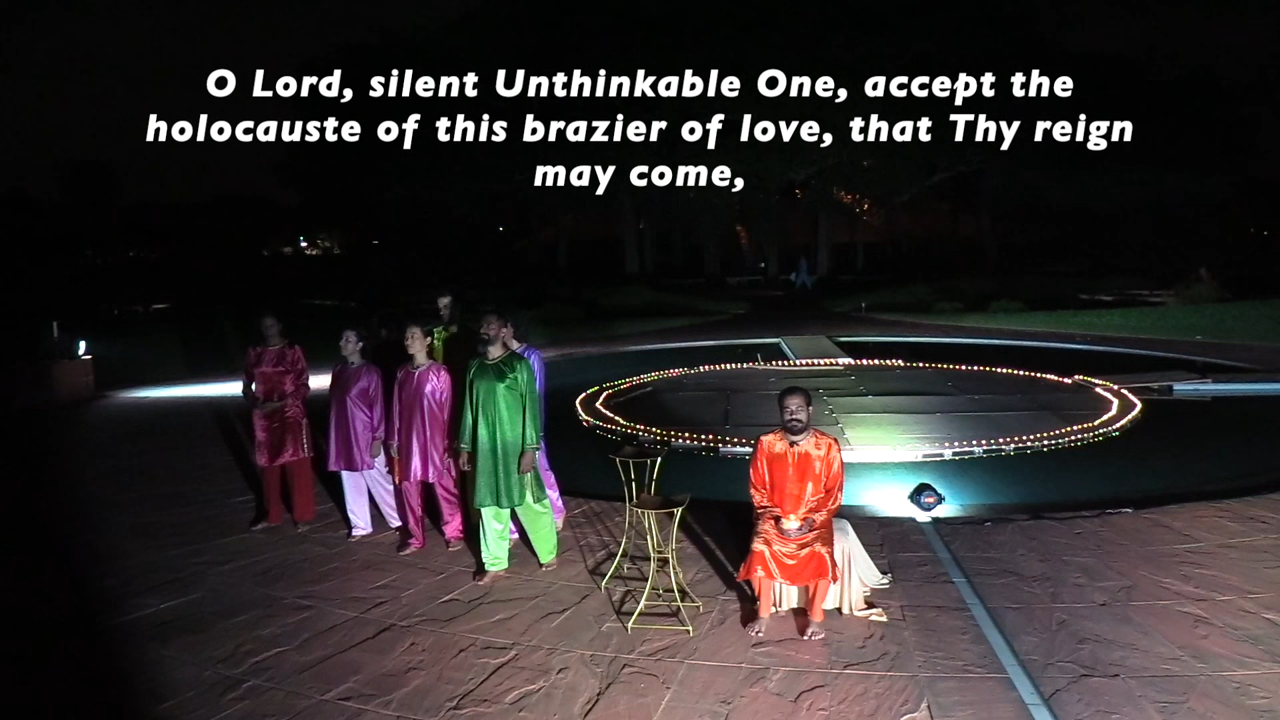 O Lord, silent Unthinkable One, accept the
holocauste of this brazier of love, that Thy reign
may come,